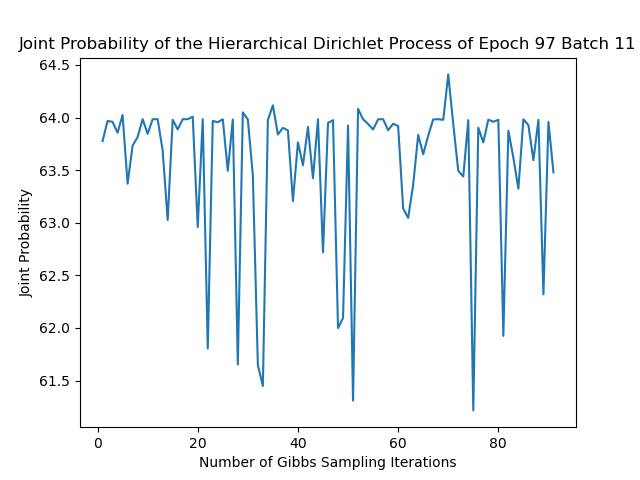 Joint Probability of the Hierarchical Dirichlet Process of Epoch 97 Batch 11
64.5
64.0
63.5
63.0
62.5
62.0
61.5
Joint Probability
0 20 40 60 80
Number of Gibbs Sampling Iterations